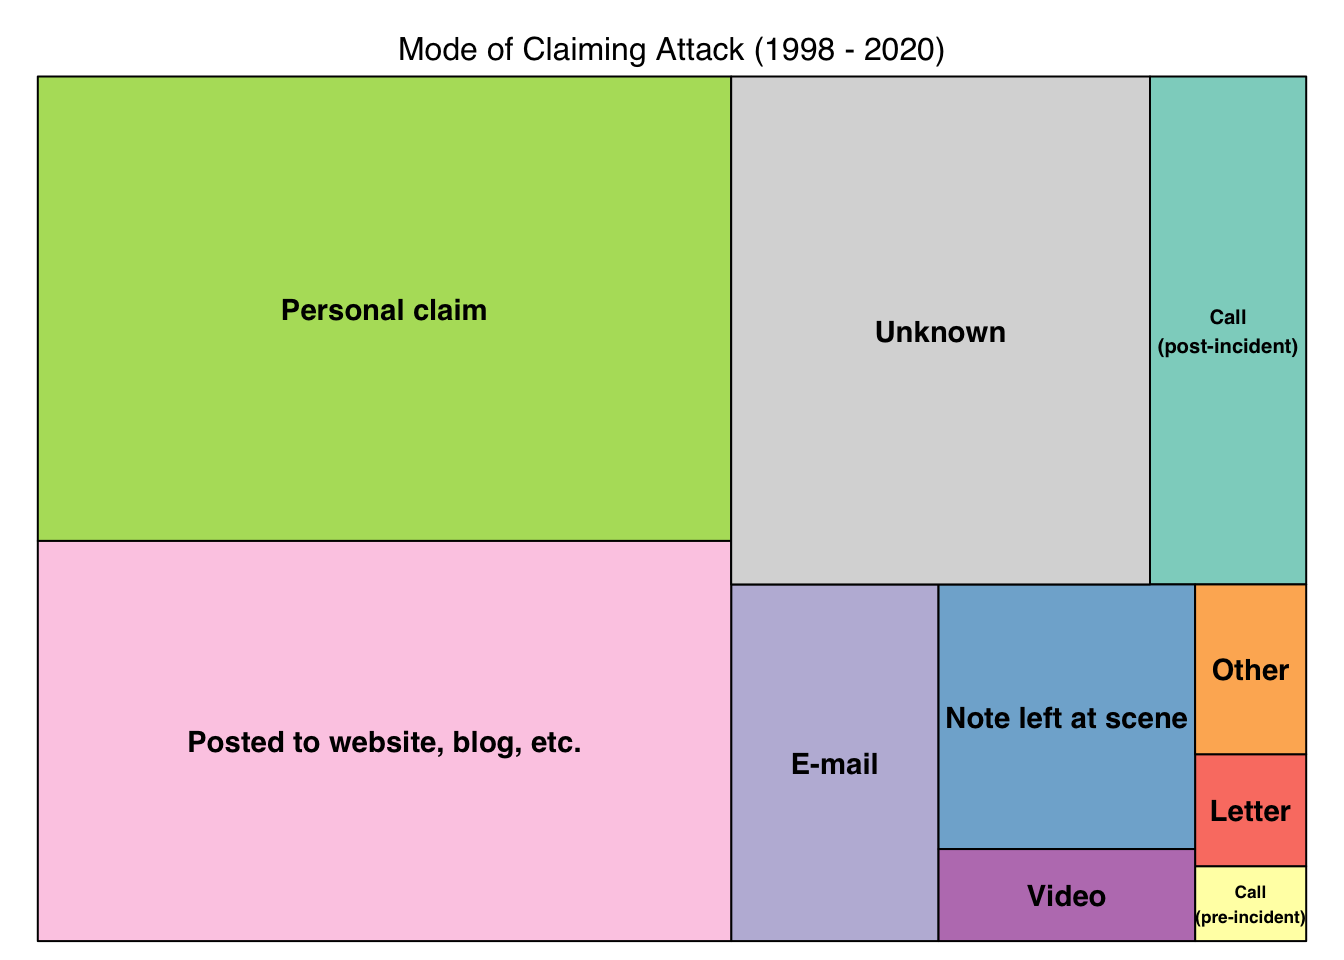 Mode of Claiming Attack (1998 - 2020)
Personal claim
Unknown
Call
(post-incident)
Posted to website, blog, etc.
E-mail
Note left at scene
Other
Letter
Video
Call
(pre-incident)